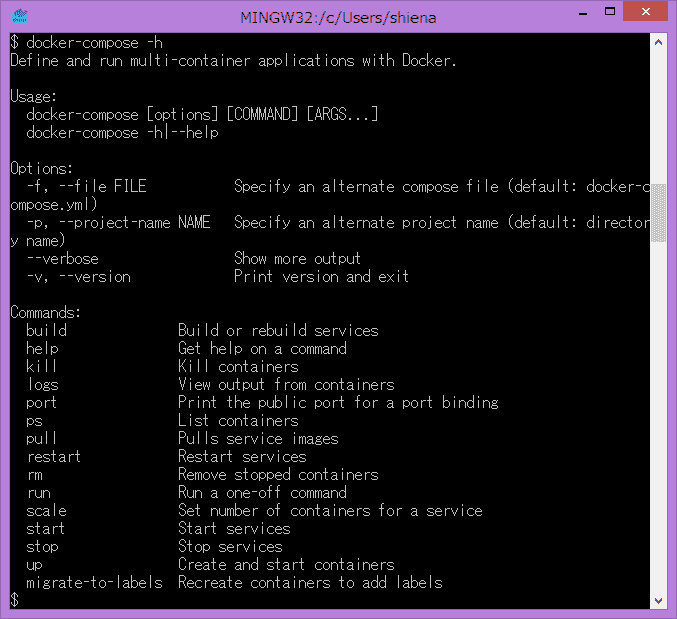 MINGW32:/c/Users/shiena
$ docker-compose -h
Define and run multi-container applications with Docker.

Usage:
  docker-compose [options] [COMMAND] [ARGS...]
  docker-compose -h|--help

Options:
  -f, --file FILE           Specify an alternate compose file (default: docker-c
ompose.yml)
  -p, --project-name NAME   Specify an alternate project name (default: director
y name)
  --verbose                 Show more output
  -v, --version             Print version and exit

Commands:
  build              Build or rebuild services
  help               Get help on a command
  kill               Kill containers
  logs               View output from containers
  port               Print the public port for a port binding
  ps                 List containers
  pull               Pulls service images
  restart            Restart services
  rm                 Remove stopped containers
  run                Run a one-off command
  scale              Set number of containers for a service
  start              Start services
  stop               Stop services
  up                 Create and start containers
  migrate-to-labels  Recreate containers to add labels
$